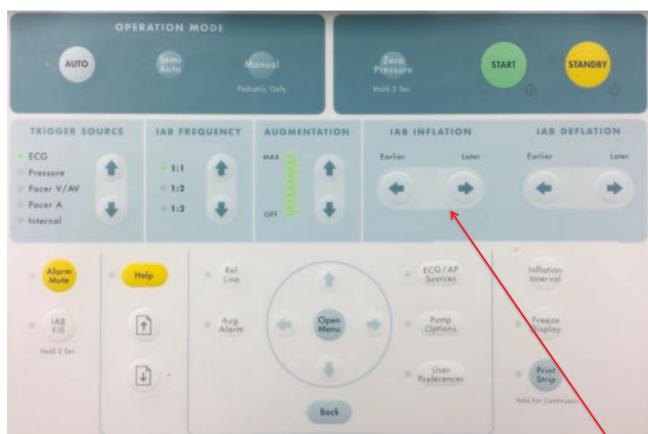 OPERATION MODE
AUTO
Semi
Auto
Manual
Pediatric Only
Zero
Pressure
Hold 2 Sec.
START
STANDBY
TRIGGER SOURCE
ECG
Pressure
Pacer V/AV
Pacer A
Internal
IAB FREQUENCY
1:1
1:2
1:3
AUGMENTATION
MAX
OFF
IAB INFLATION
Earlier Later
IAB DEFLATION
Earlier Later
Alarm
Mute
IAB
Fill
Hold 2 Sec.
Help
Ref.
Line
Aug.
Alarm
Open
Menu
Back
ECG/AP
Sources
Pump
Options
User
Preferences
Inflation
Interval
Freeze
Display
Print
Strip
Hold For Continuous